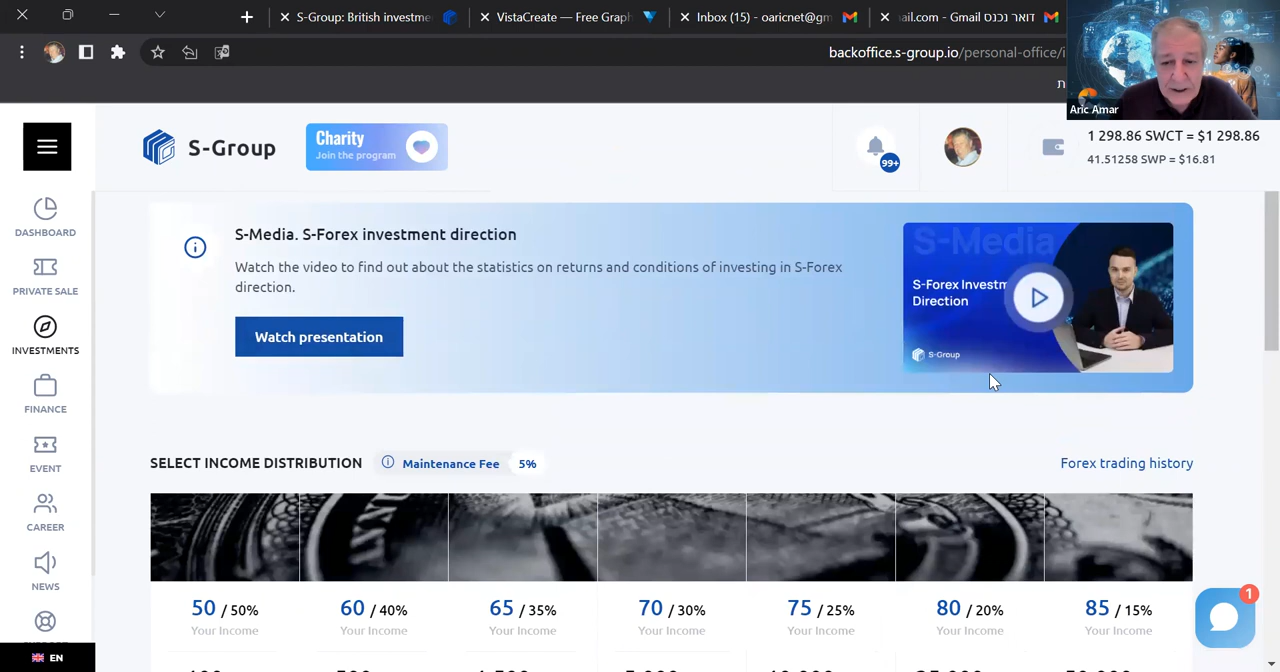 S-Group: British investme
VistaCreate — Free Graph
Inbox (15) - oaricnet@gm
ail.com - Gmail דואר נכנס
backoffice.s-group.io/personal-office/i
ת
Aric Amar
S-Group
Charity
Join the program
99+
1 298.86 SWCT = $1 298.86
41.51258 SWP = $16.81
DASHBOARD
PRIVATE SALE
INVESTMENTS
FINANCE
EVENT
CAREER
NEWS
EN
S-Media. S-Forex investment direction
Watch the video to find out about the statistics on returns and conditions of investing in S-Forex
direction.
Watch presentation
S-Media
S-Forex Investm
Direction
S-Group
SELECT INCOME DISTRIBUTION
Maintenance Fee 5%
Forex trading history
50 / 50%
Your Income
60 / 40%
Your Income
65 / 35%
Your Income
70 / 30%
Your Income
75 / 25%
Your Income
80 / 20%
Your Income
85 / 15%
Your Income
1